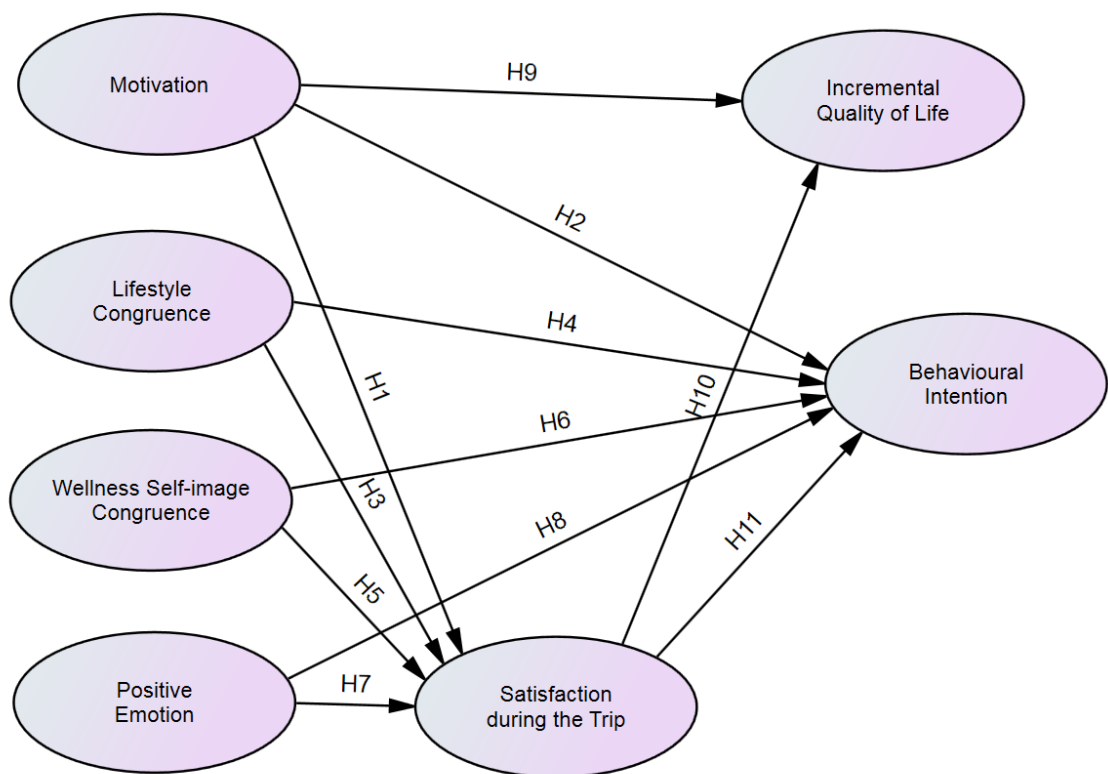 Motivation
H9
Incremental
Quality of Life
H2
Lifestyle
Congruence
H4
H1
H10
Behavioural
Intention
H6
Wellness Self-image
Congruence
H3
H8
H11
H5
Positive
Emotion
H7
Satisfaction
during the Trip